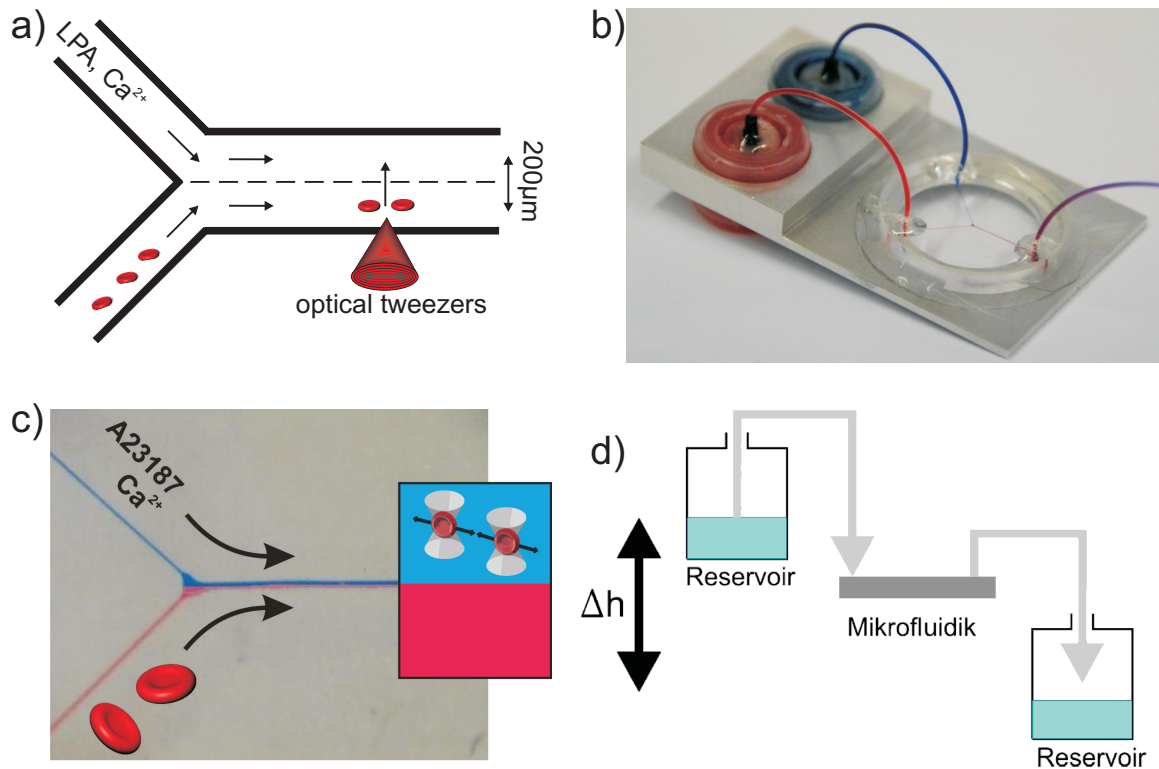 a)
LPA, Ca²⁺
200µm
optical tweezers
b)
c)
A23187
Ca²⁺
d)
Reservoir
Δh
Mikrofluidik
Reservoir